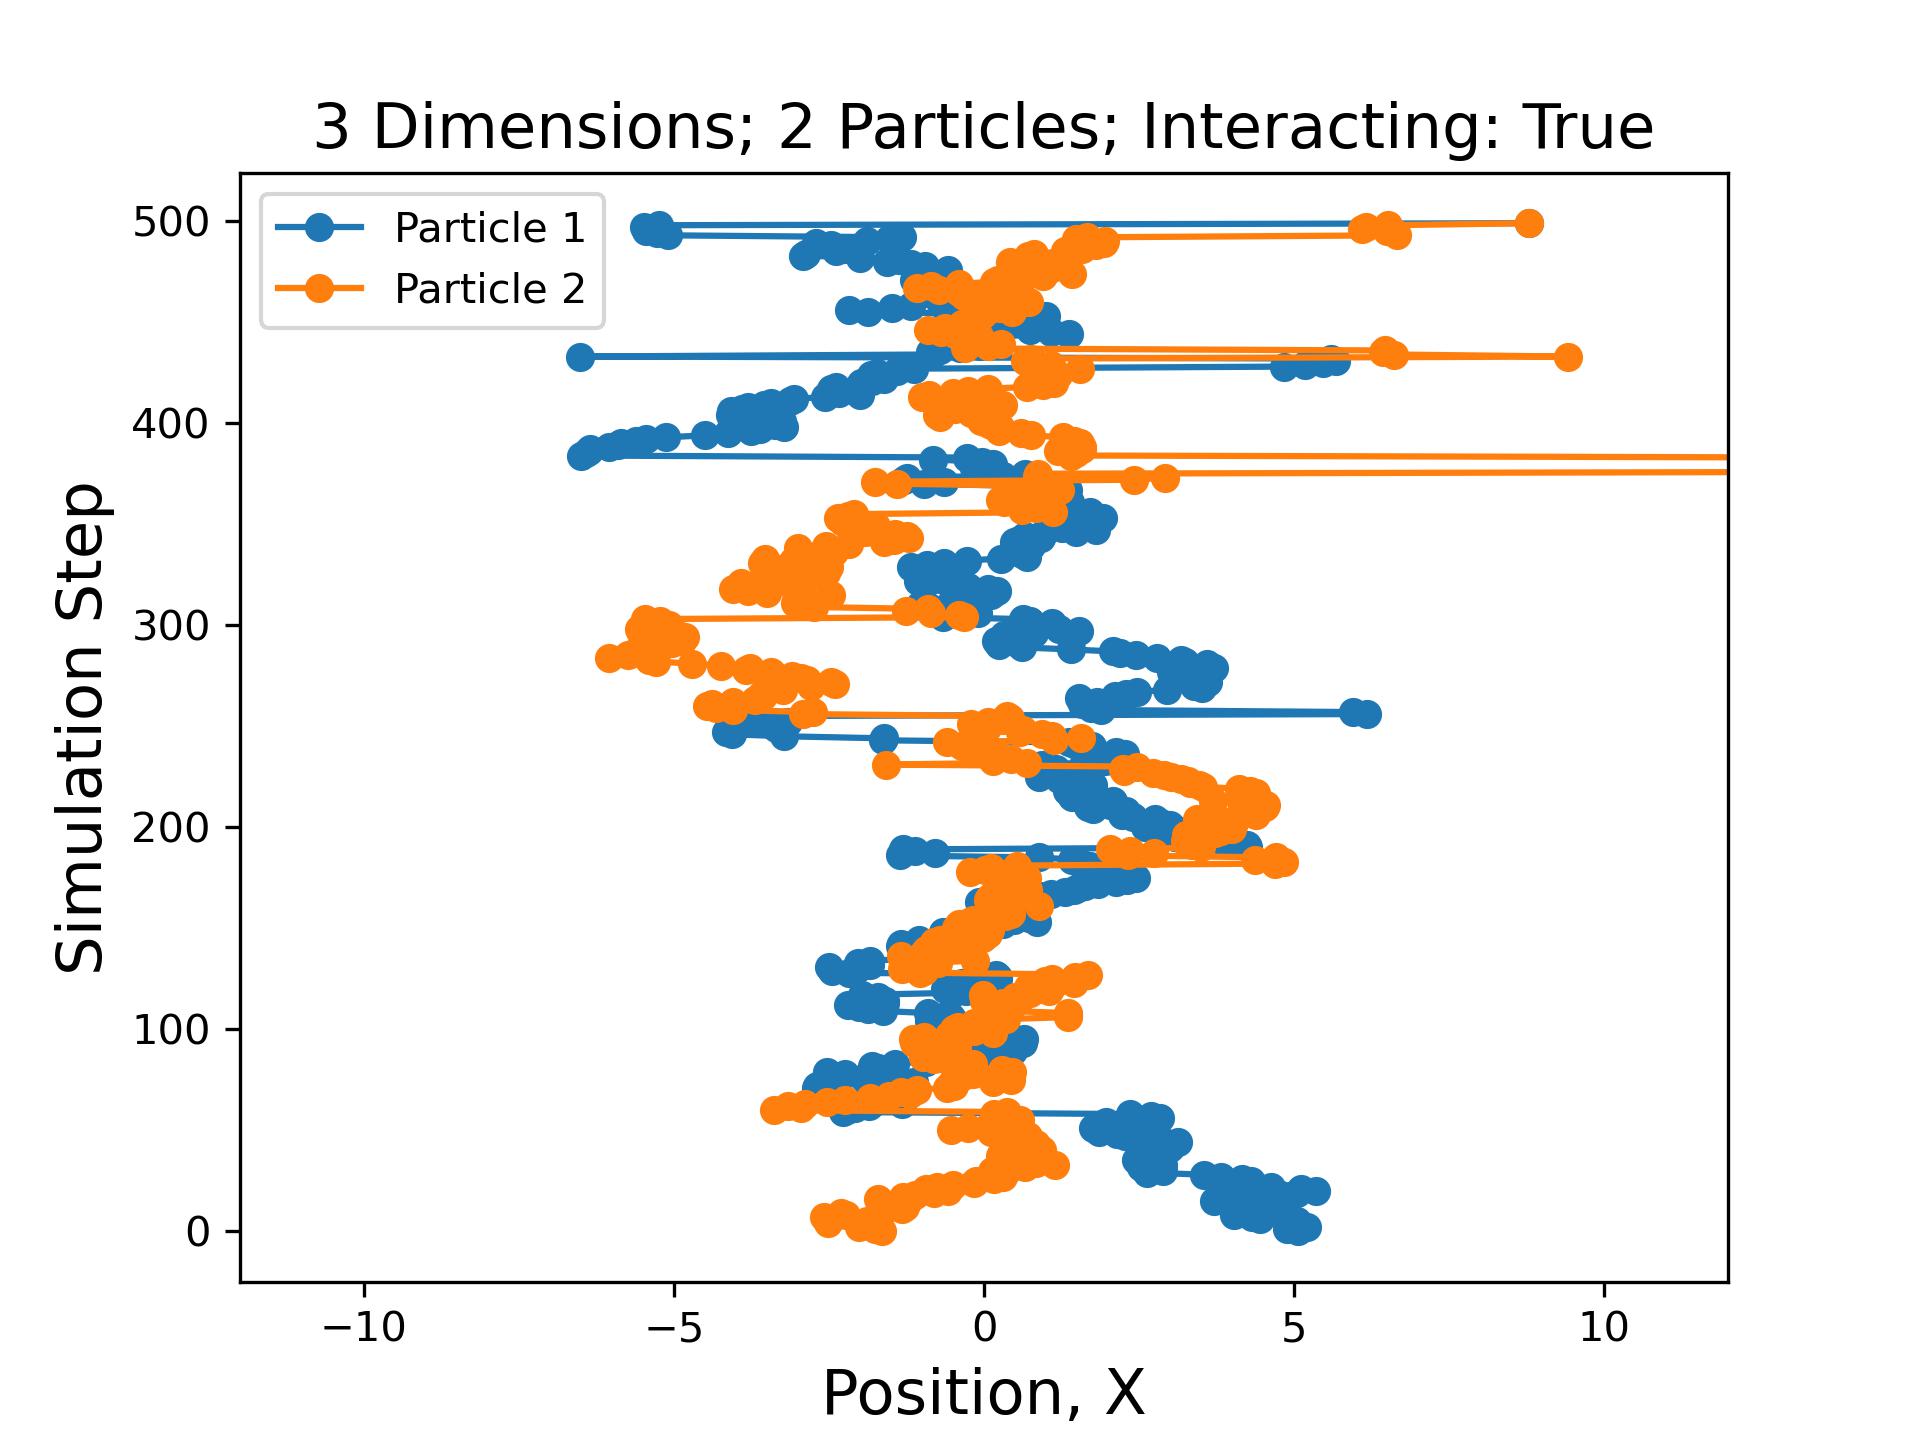 3 Dimensions; 2 Particles; Interacting: True
Particle 1
Particle 2
500
400
300
200
100
0
Simulation Step
−10
−5
0
5
10
Position, X